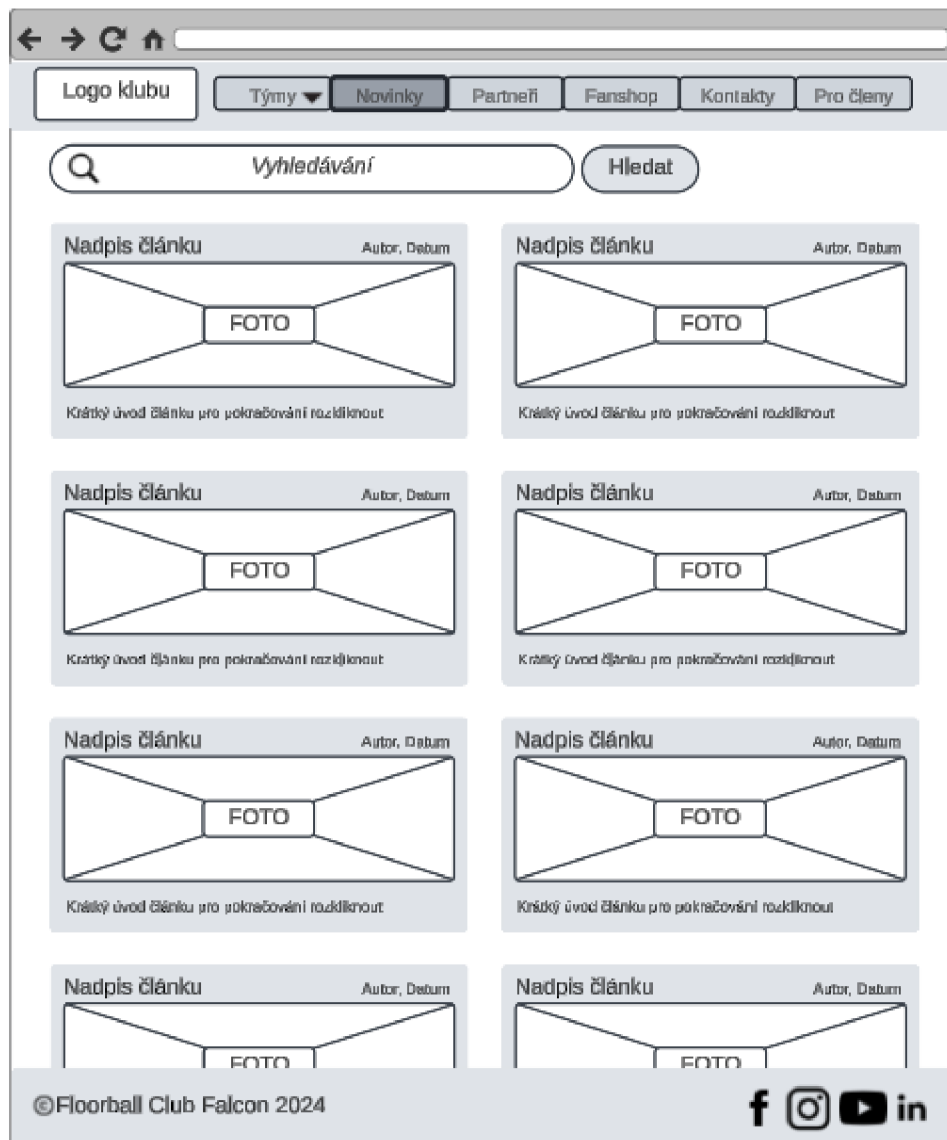 Logo klubu
Týmy Novinky Partneři Fanshop Kontakty Pro členy
Vyhledávání Hledat
Nadpis článku Autor, Datum Nadpis článku Autor, Datum
FOTO FOTO
Krátký úvod článku pro pokračování rozkliknout Krátký úvod článku pro pokračování rozkliknout
Nadpis článku Autor, Datum Nadpis článku Autor, Datum
FOTO FOTO
Krátký úvod článku pro pokračování rozkliknout Krátký úvod článku pro pokračování rozkliknout
Nadpis článku Autor, Datum Nadpis článku Autor, Datum
FOTO FOTO
Krátký úvod článku pro pokračování rozkliknout Krátký úvod článku pro pokračování rozkliknout
Nadpis článku Autor, Datum Nadpis článku Autor, Datum
FOTO FOTO
©Floorball Club Falcon 2024 f in